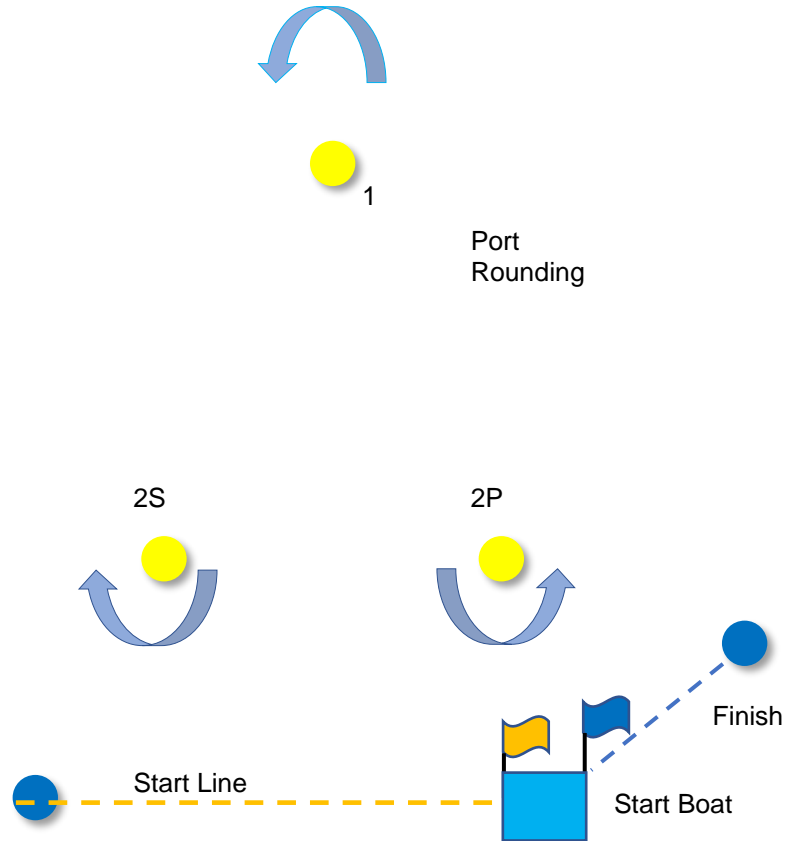 1
Port
Rounding
2S
2P
Finish
Start Line
Start Boat